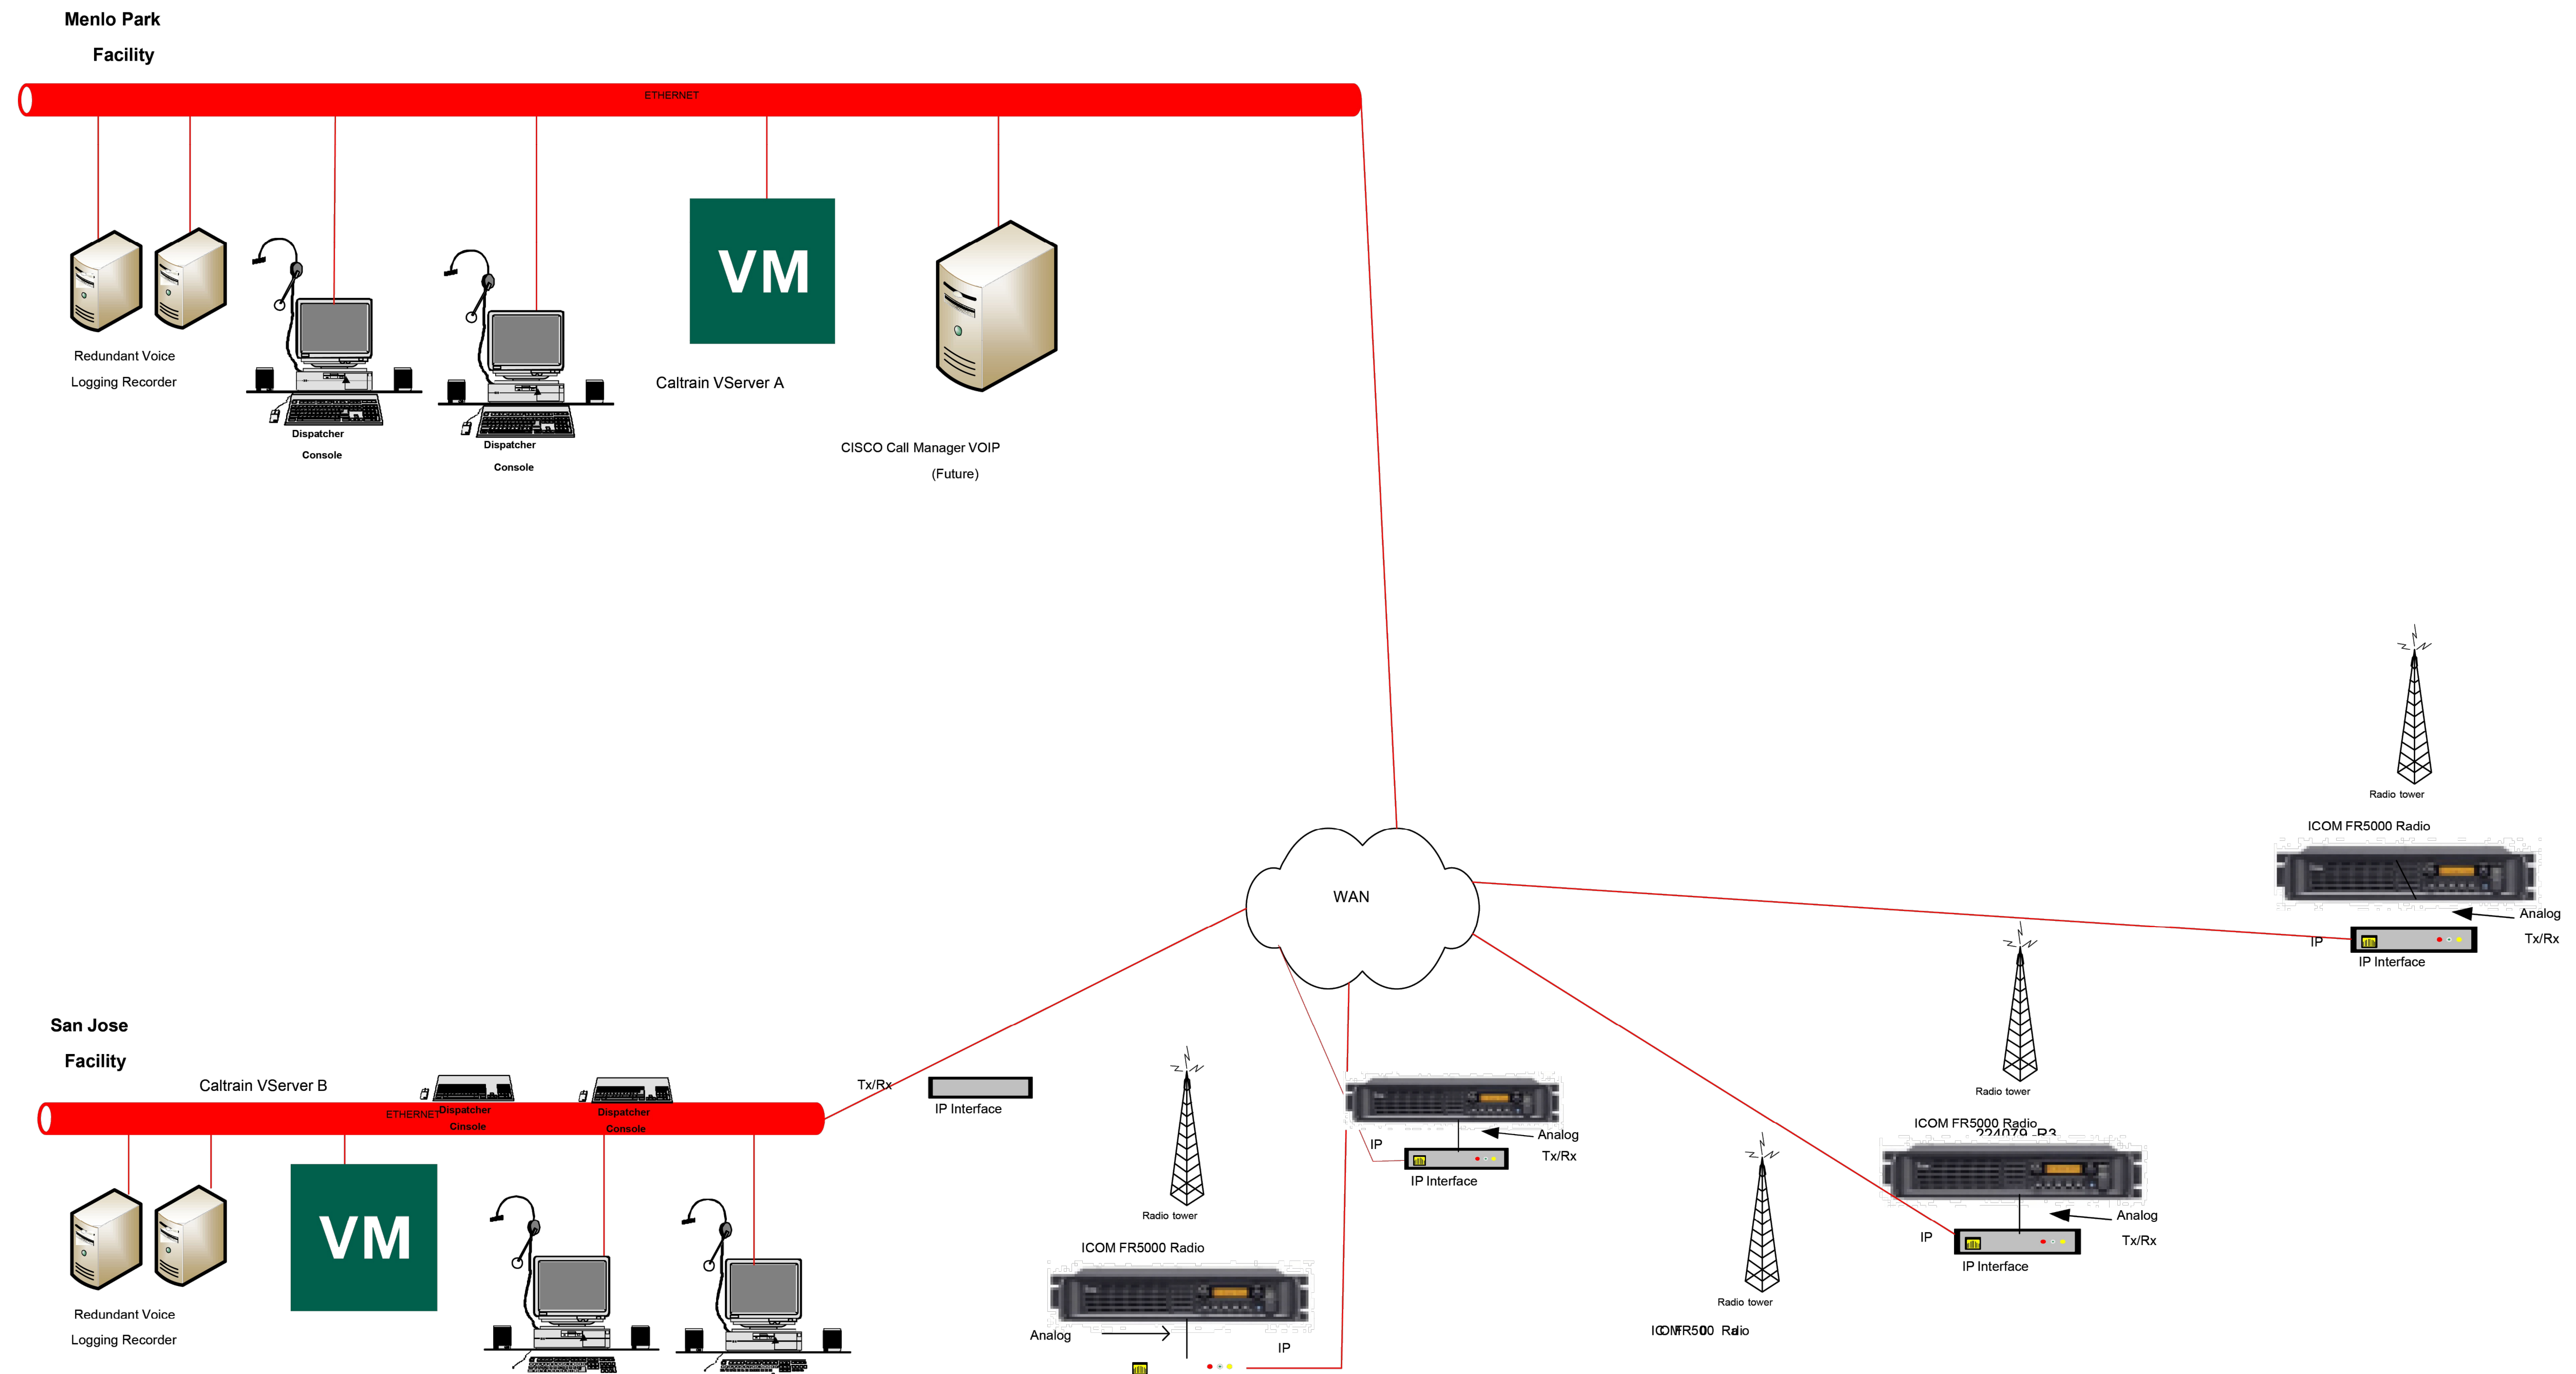 Menlo Park
Facility
ETHERNET
VM
Redundant Voice
Logging Recorder
Dispatcher
Console
Dispatcher
Console
Caltrain VServer A
CISCO Call Manager VOIP
(Future)
WAN
Radio tower
ICOM FR5000 Radio
Analog
Tx/Rx
IP
IP Interface
San Jose
Facility
Caltrain VServer B
ETHERNET
Dispatcher
Cinsole
Dispatcher
Console
VM
Redundant Voice
Logging Recorder
Tx/Rx
IP Interface
Radio tower
ICOM FR5000 Radio
Analog
IP
IP
Analog
Tx/Rx
IP Interface
Radio tower
ICOM FR5000 Radio
224079 -R3
Analog
Tx/Rx
IP
IP Interface
Radio tower